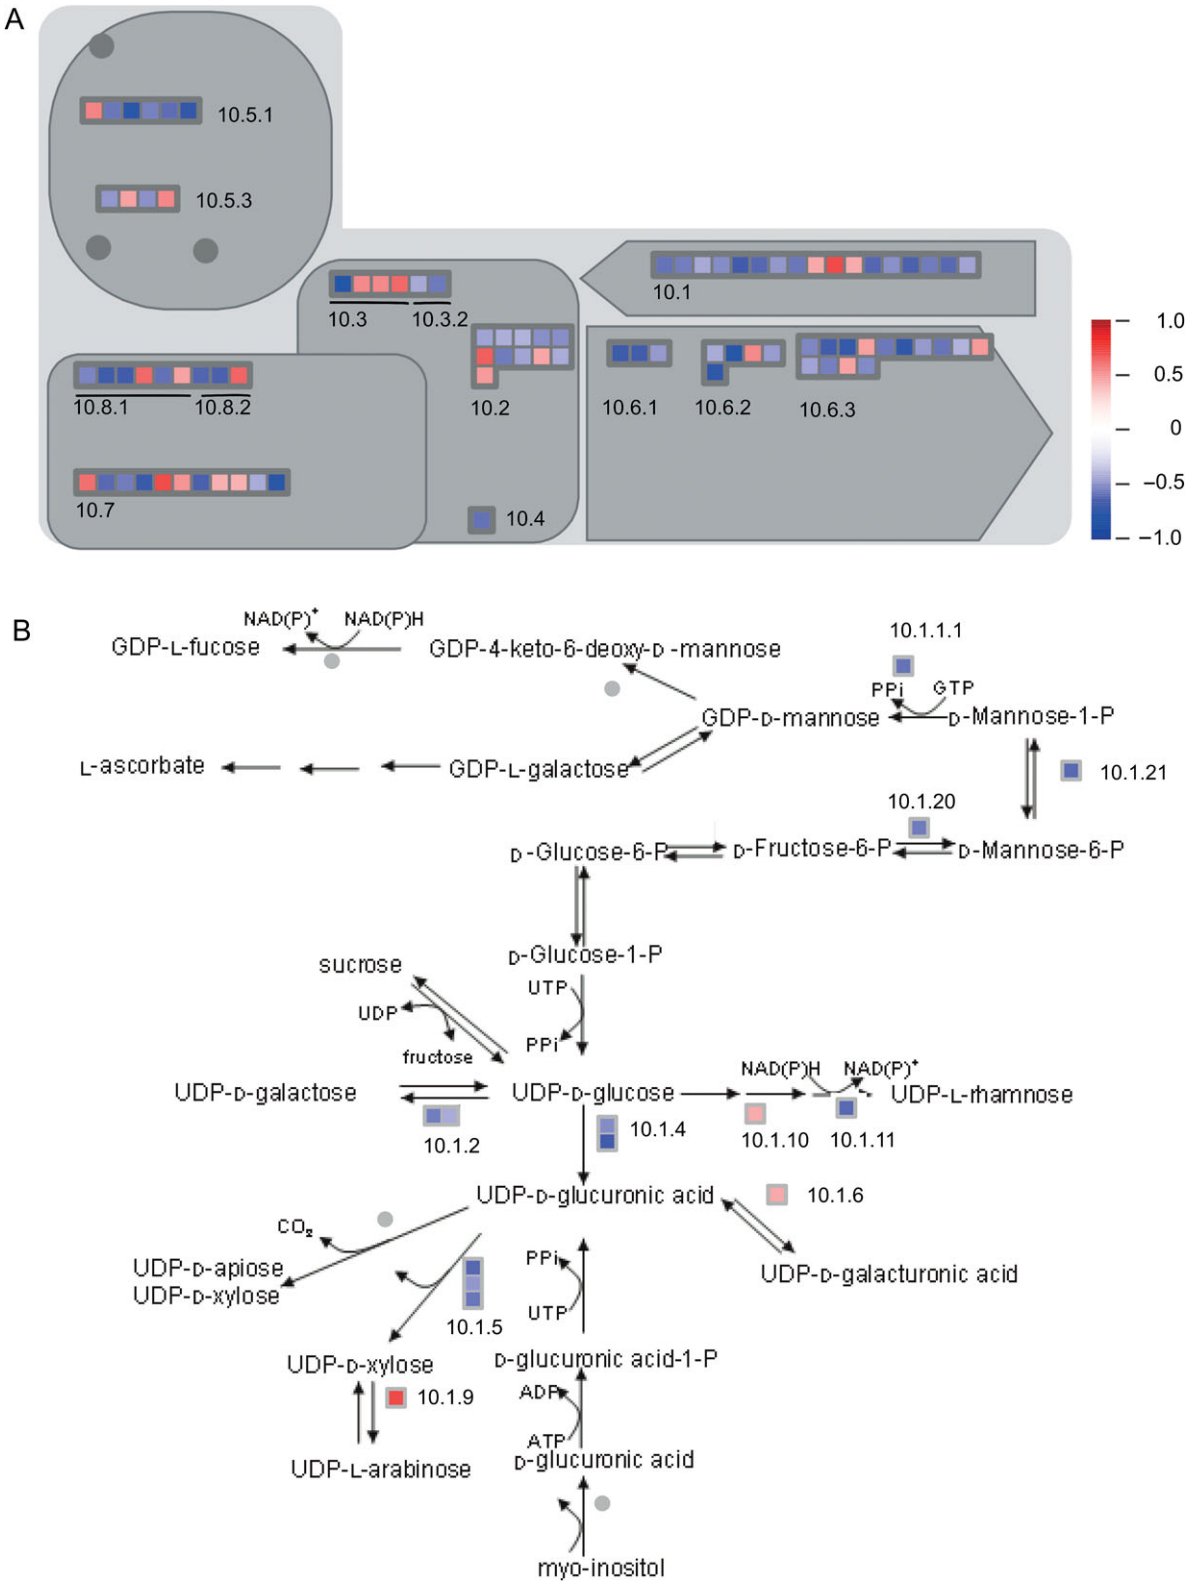 A
10.5.1
10.5.3
10.1
10.3 10.3.2
10.2
10.6.1 10.6.2 10.6.3
10.8.1 10.8.2
10.7
10.4
1.0
0.5
0
−0.5
−1.0
B
NAD(P)+ NAD(P)H
GDP-L-fucose GDP-4-keto-6-deoxy-D -mannose
10.1.1.1
PPi GTP
GDP-D-mannose D-Mannose-1-P
L-ascorbate GDP-L-galactose
10.1.21
10.1.20
D-Glucose-6-P D-Fructose-6-P D-Mannose-6-P
D-Glucose-1-P
sucrose
UTP
UDP
PPi
fructose
NAD(P)H NAD(P)+
UDP-D-galactose UDP-D-glucose UDP-L-rhamnose
10.1.2 10.1.4 10.1.10 10.1.11
UDP-D-glucuronic acid 10.1.6
CO2
PPi
UDP-D-apiose
UDP-D-xylose
UDP-D-galacturonic acid
UTP
10.1.5
UDP-D-xylose D-glucuronic acid-1-P
10.1.9
ADP
ATP
D-glucuronic acid
UDP-L-arabinose
myo-inositol